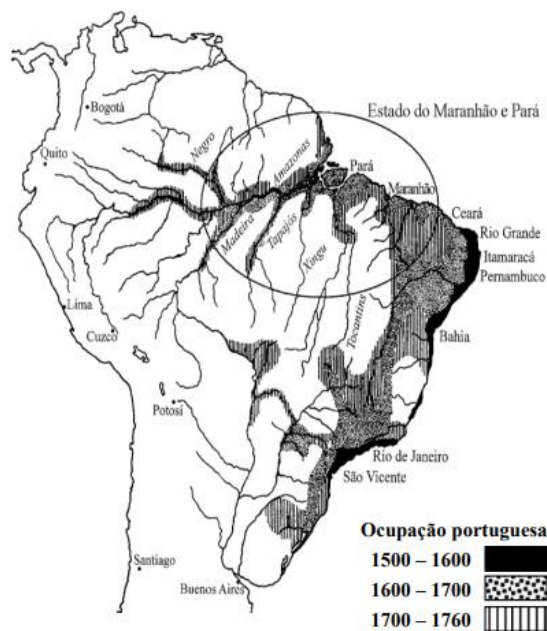 Bogotá
Estado do Maranhão e Pará
Negro
Quito
Amazonas
Pará
Maranhão
Ceará
Madeira
Tapajós
Xingu
Rio Grande
Itamaracá
Pernambuco
Lima
Tocantins
Cuzco
Bahia
Potosí
Rio de Janeiro
São Vicente
Ocupação portuguesa
1500 – 1600
Santiago
1600 – 1700
Buenos Aires
1700 – 1760